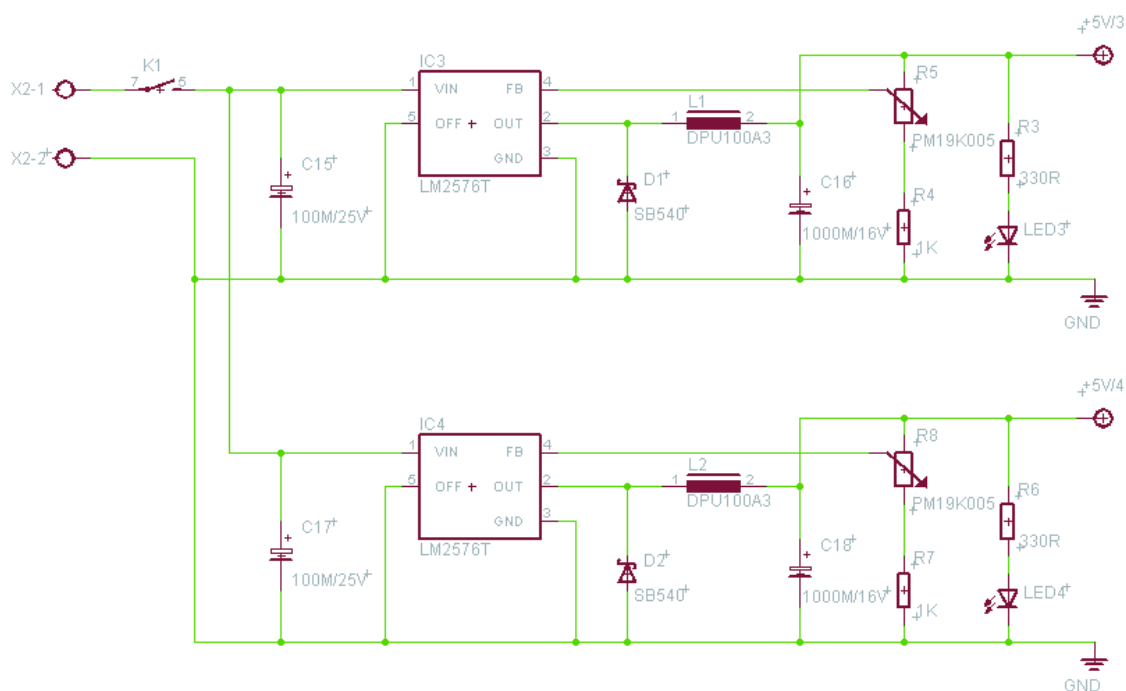 +5V/3
K1
IC3
X2-1
7
5
1
VIN
FB
4
R5
L1
5
OFF
OUT
2
1
2
DPU100A3
PM19K005
R3
X2-2
GND
3
C15
+
D1
C16
+
R4
330R
LM2576T
100M/25V
SB540
1000M/16V
1K
LED3
GND
+5V/4
IC4
1
VIN
FB
4
R8
L2
5
OFF
OUT
2
1
2
DPU100A3
PM19K005
R6
GND
3
C17
+
D2
C18
+
R7
330R
LM2576T
100M/25V
SB540
1000M/16V
1K
LED4
GND